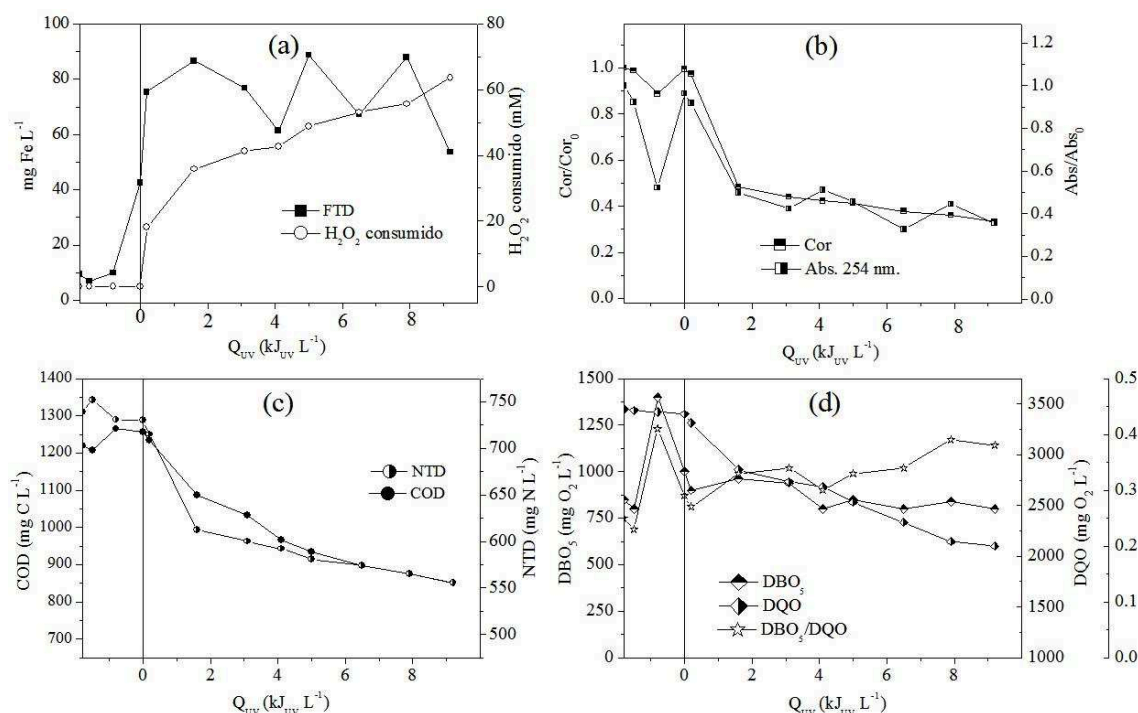 (a)
100
80
60
40
20
0
mg Fe L⁻¹
80
60
40
20
0
H₂O₂ consumido (mM)
FTD
H₂O₂ consumido
0 2 4 6 8
Q_UV (kJ_UV L⁻¹)
(b)
1.0
0.8
0.6
0.4
0.2
0.0
Cor/Cor₀
1.2
1.0
0.8
0.6
0.4
0.2
0.0
Abs/Abs₀
Cor
Abs. 254 nm.
0 2 4 6 8
Q_UV (kJ_UV L⁻¹)
(c)
1400
1300
1200
1100
1000
900
800
700
COD (mg C L⁻¹)
750
700
650
600
550
500
NTD (mg N L⁻¹)
NTD
COD
0 2 4 6 8
Q_UV (kJ_UV L⁻¹)
(d)
1500
1250
1000
750
500
250
0
DBO₅ (mg O₂ L⁻¹)
3500
3000
2500
2000
1500
1000
DQO (mg O₂ L⁻¹)
0.5
0.4
0.3
0.2
0.1
0.0
DBO₅
DQO
DBO₅/DQO
0 2 4 6 8
Q_UV (kJ_UV L⁻¹)